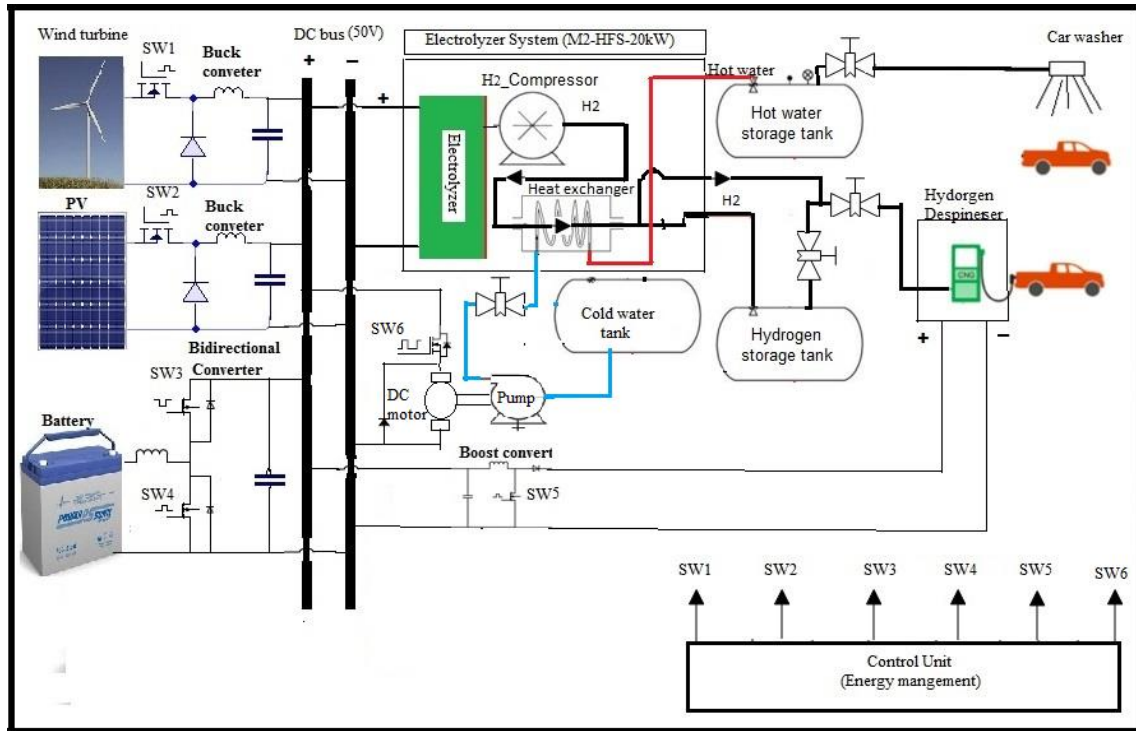 Wind turbine
SW1
Buck
conveter
DC bus (50V)
+
−
Electrolyzer System (M2-HFS-20kW)
H2_Compressor
H2
+
Electrolyzer
Heat exchanger
H2
Hot water
Hot water
storage tank
Car washer
SW2
PV
Buck
conveter
Hydorgen
Despinerser
CNG
+
−
Cold water
tank
Hydrogen
storage tank
SW6
DC
motor
Pump
Bidirectional
Converter
SW3
Battery
SW4
Boost convert
SW5
SW1
SW2
SW3
SW4
SW5
SW6
Control Unit
(Energy mangement)